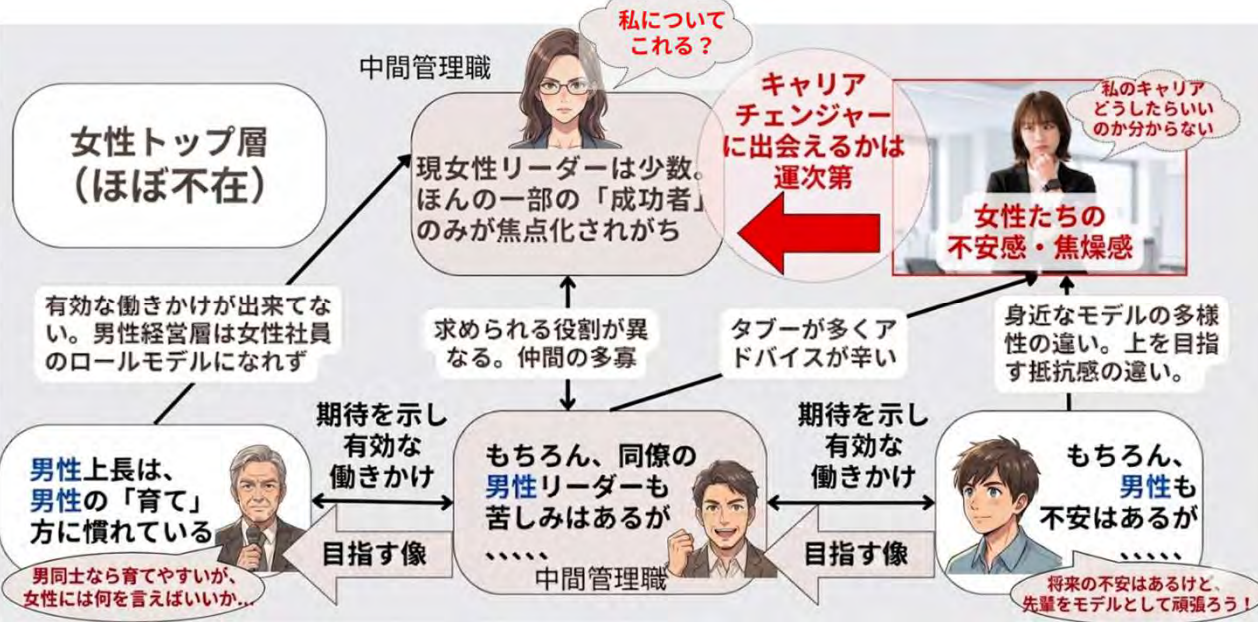 私について
これる？
中間管理職
女性トップ層
（ほぼ不在）
現女性リーダーは少数。
ほんの一部の「成功者」
のみが焦点化されがち
キャリア
チェンジャー
に出会えるかは
運次第
私のキャリア
どうしたらいい
のか分からない
女性たちの
不安感・焦燥感
有効な働きかけが出来てな
い。男性経営層は女性社員
のロールモデルになれず
求められる役割が異
なる。仲間の多寡
タブーが多くア
ドバイスが辛い
身近なモデルの多様
性の違い。上を目指
す抵抗感の違い。
男性上長は、
男性の「育て」
方に慣れている
男同士なら育てやすいが、
女性には何を言えばいいか...
期待を示し
有効な
働きかけ
目指す像
もちろん、同僚の
男性リーダーも
苦しみはあるが
、、、、、
中間管理職
期待を示し
有効な
働きかけ
目指す像
もちろん、
男性も
不安はあるが
、、、、、
将来の不安はあるけど、
先輩をモデルとして頑張ろう！